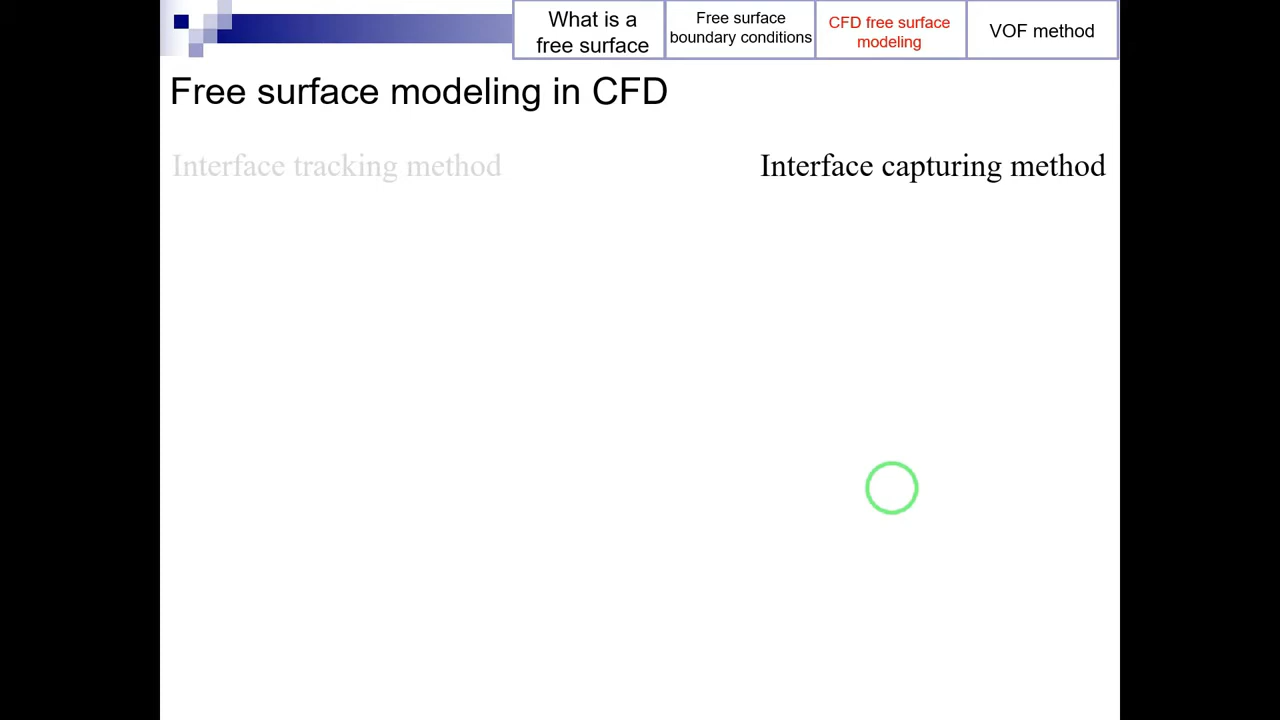 What is a
free surface
Free surface
boundary conditions
CFD free surface
modeling
VOF method
Free surface modeling in CFD
Interface tracking method
Interface capturing method